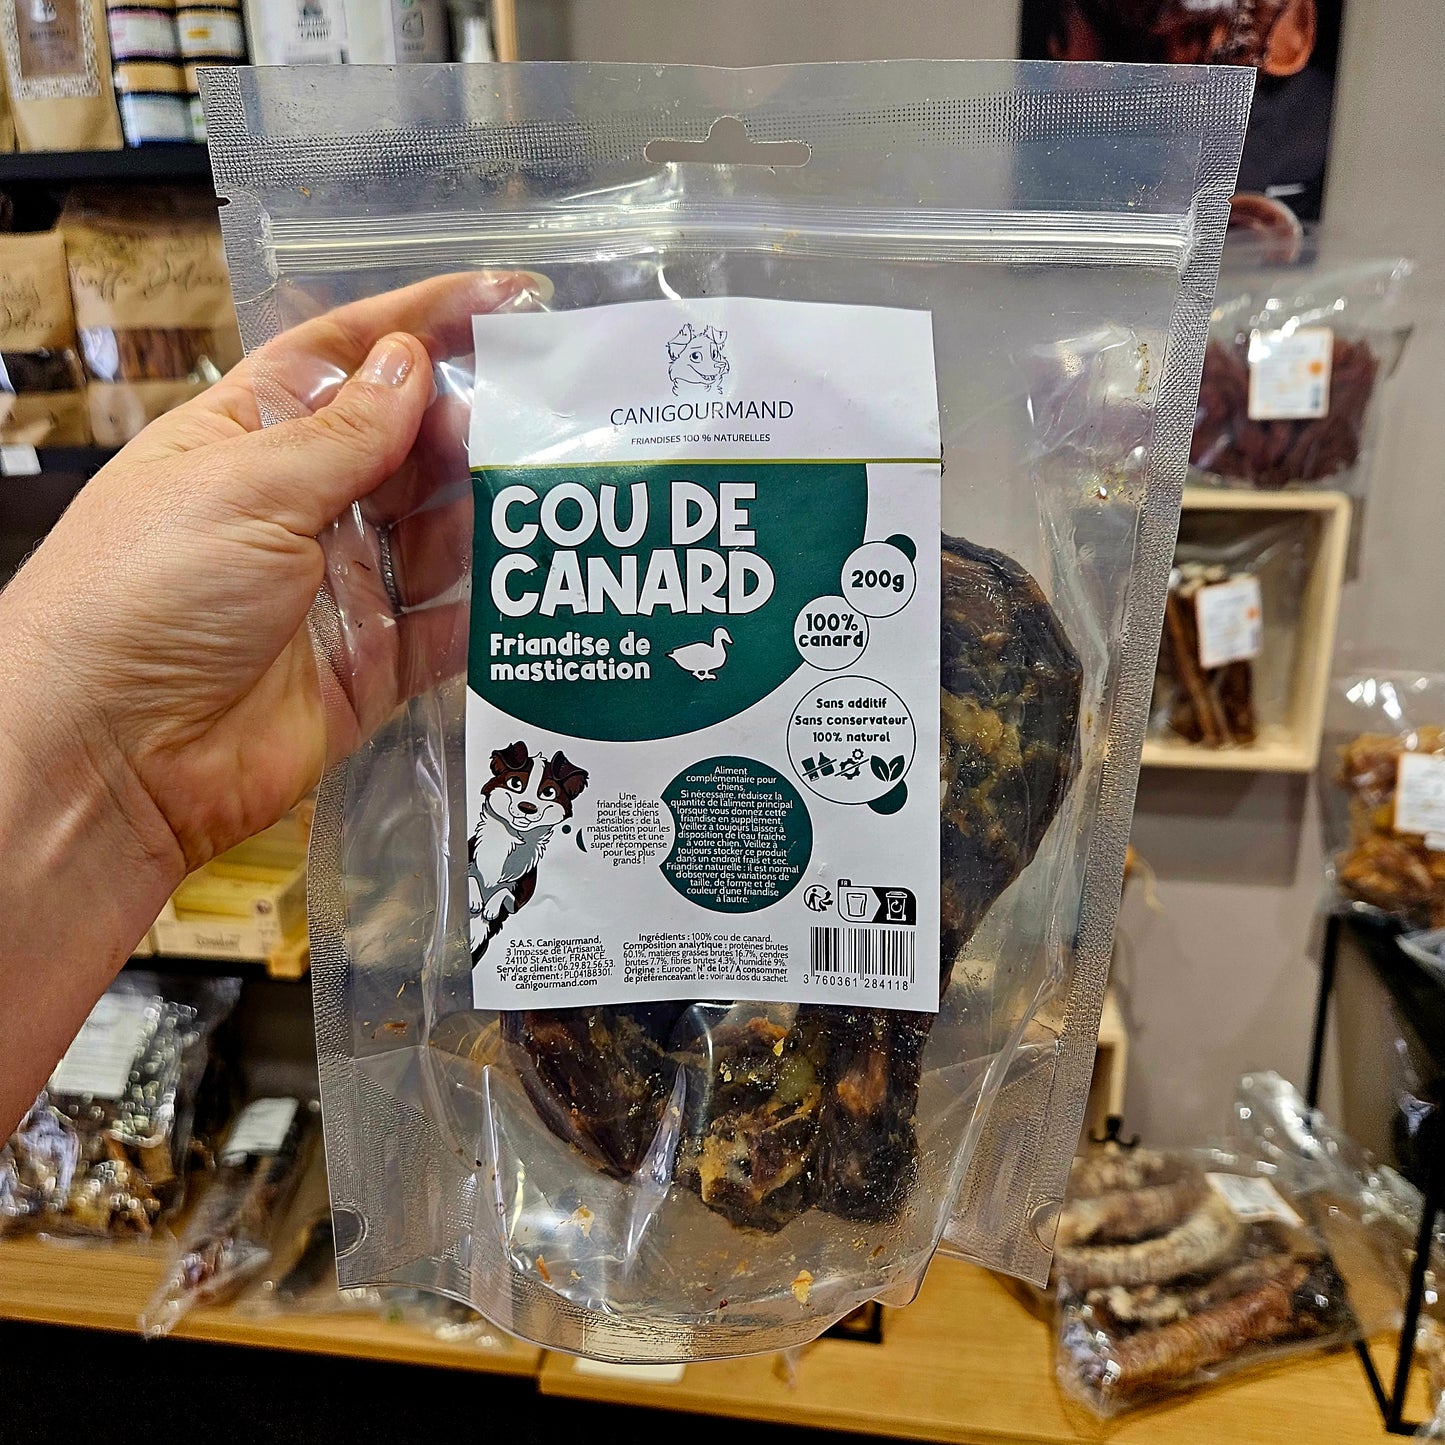 CANIGOURMAND
FRIANDISES 100 % NATURELLES
COU DE
CANARD
Friandise de
mastication
200g
100%
canard
Sans additif
Sans conservateur
100% naturel
Une
friandise idéale
pour les chiens
sensibles : de la
mastication pour les
plus petits et une
super récompense
pour les plus
grands !
Aliment
complémentaire pour
chiens.
Si nécessaire, réduisez la
quantité de l'aliment principal
lorsque vous donnez cette
friandise en supplément.
Veillez à toujours laisser à
disposition de l'eau fraîche
à votre chien. Veillez à
toujours stocker ce produit
dans un endroit frais et sec.
Friandise naturelle : il est normal
d'observer des variations de
taille, de forme et de
couleur d'une friandise
à l'autre.
FR
S.A.S. Canigourmand,
3 Impasse de l'Artisanat,
24110 St Astier, FRANCE.
Service client : 06.29.82.56.53.
N° d'agrément : PL04188301.
canigourmand.com
Ingrédients : 100% cou de canard.
Composition analytique : protéines brutes
60.1%, matières grasses brutes 16.7%, cendres
brutes 7.7%, fibres brutes 4.3%, humidité 9%.
Origine : Europe. N° de lot / A consommer
de préférenceavant le : voir au dos du sachet.
3 760361 284118